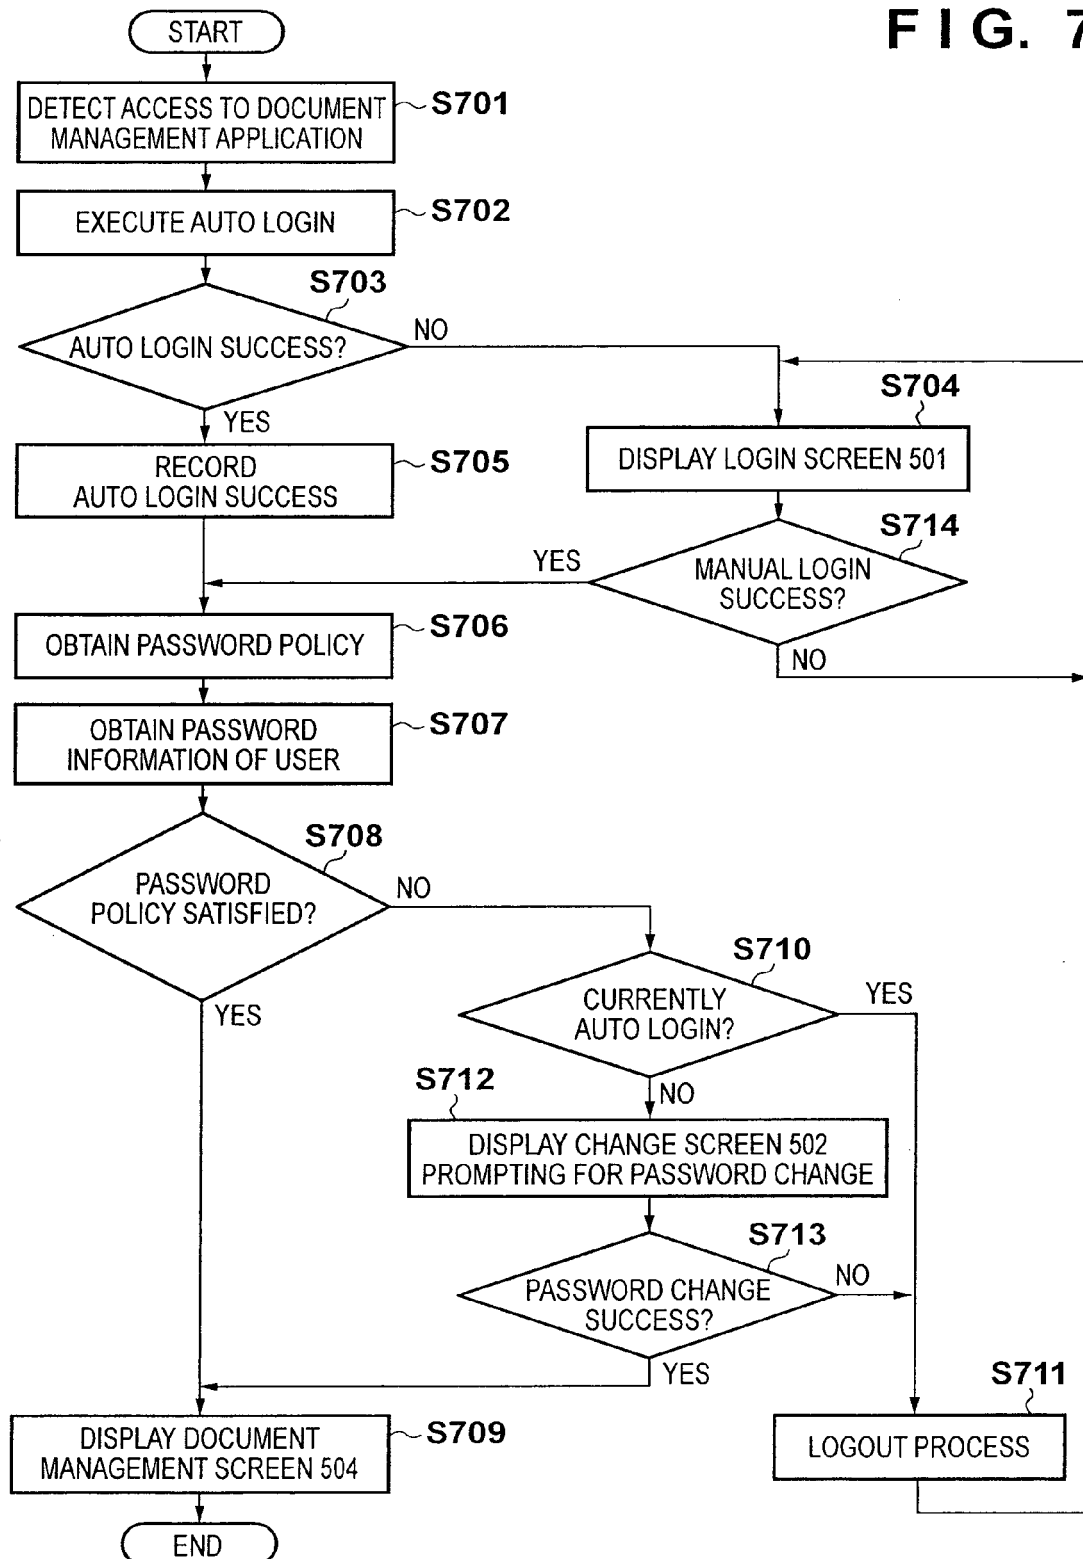 FIG. 7
START
DETECT ACCESS TO DOCUMENT
MANAGEMENT APPLICATION
S701
EXECUTE AUTO LOGIN
S702
S703
AUTO LOGIN SUCCESS?
NO
YES
S704
DISPLAY LOGIN SCREEN 501
RECORD
AUTO LOGIN SUCCESS
S705
S714
MANUAL LOGIN
SUCCESS?
YES
NO
OBTAIN PASSWORD POLICY
S706
OBTAIN PASSWORD
INFORMATION OF USER
S707
S708
PASSWORD
POLICY SATISFIED?
NO
YES
S710
CURRENTLY
AUTO LOGIN?
YES
NO
S712
DISPLAY CHANGE SCREEN 502
PROMPTING FOR PASSWORD CHANGE
S713
PASSWORD CHANGE
SUCCESS?
NO
YES
S711
LOGOUT PROCESS
DISPLAY DOCUMENT
MANAGEMENT SCREEN 504
S709
END